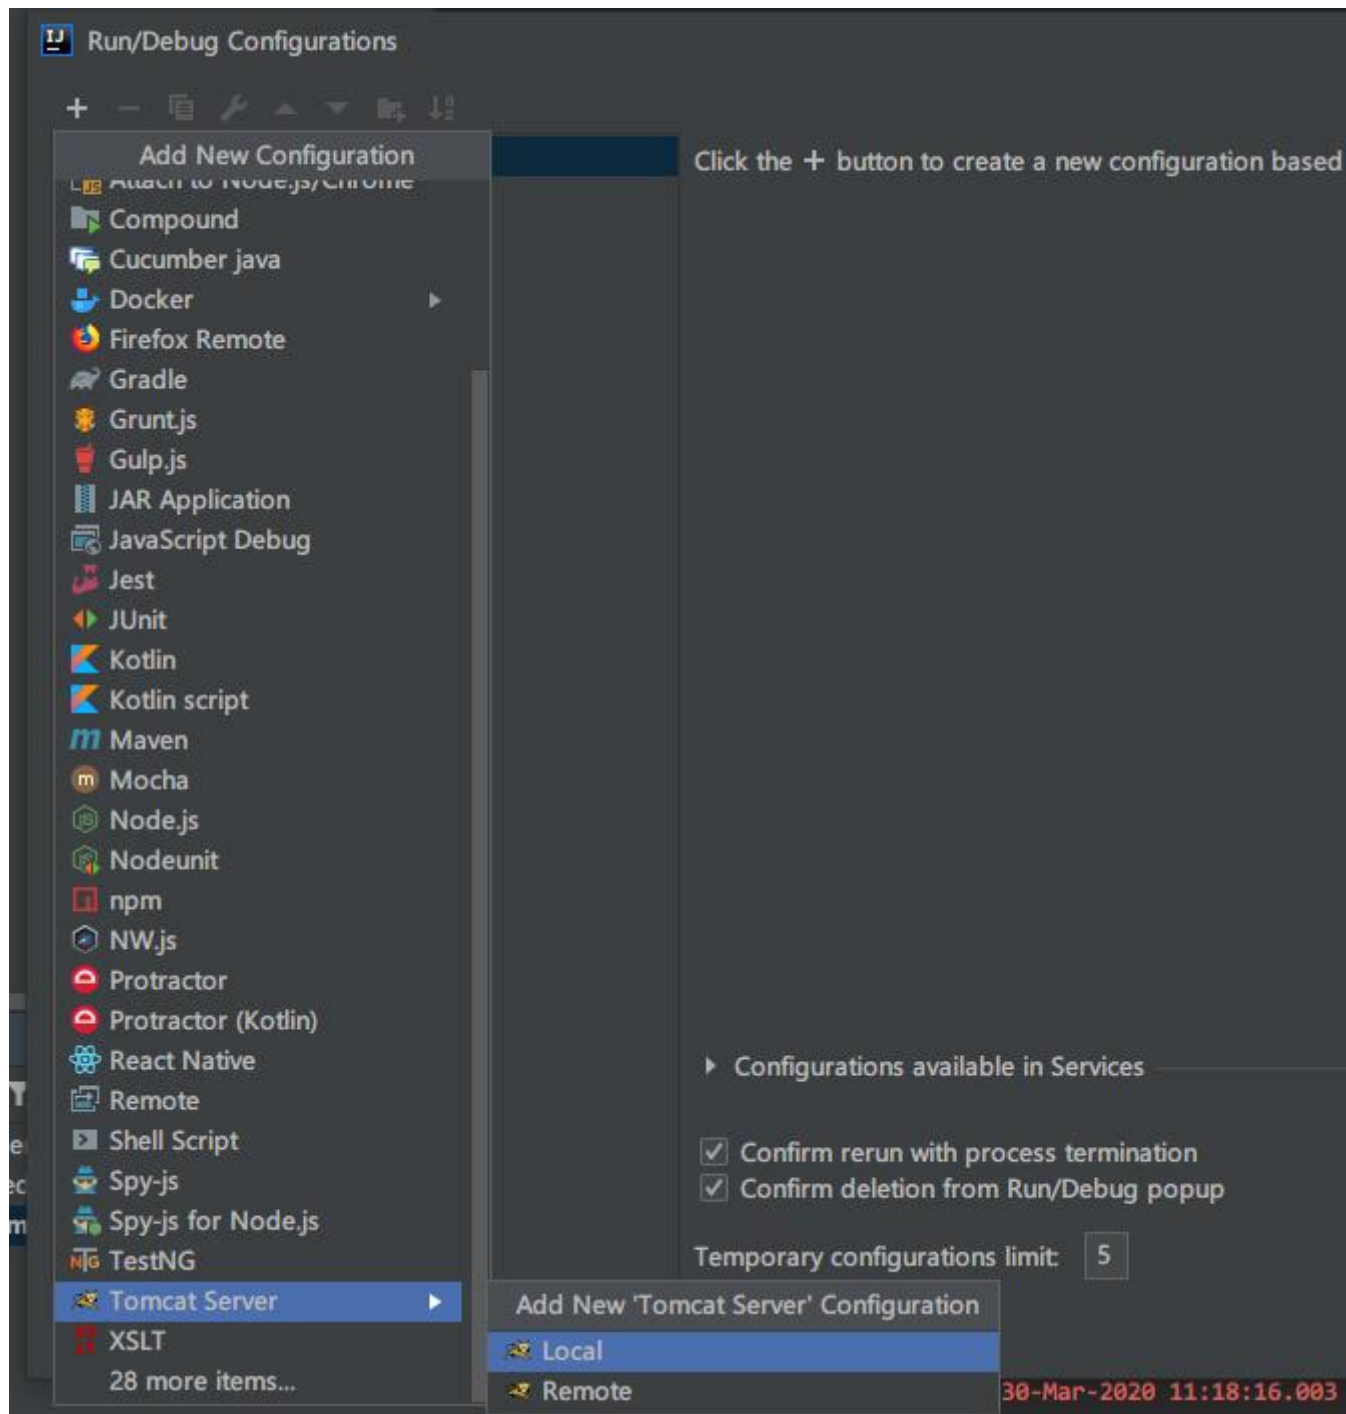 Run/Debug Configurations
Add New Configuration
Click the + button to create a new configuration based
Attach to Node.js/Chrome
Compound
Cucumber java
Docker
Firefox Remote
Gradle
Grunt.js
Gulp.js
JAR Application
JavaScript Debug
Jest
JUnit
Kotlin
Kotlin script
Maven
Mocha
Node.js
Nodeunit
npm
NW.js
Protractor
Protractor (Kotlin)
React Native
Remote
Shell Script
Spy-js
Spy-js for Node.js
TestNG
Tomcat Server
XSLT
28 more items...
Configurations available in Services
Confirm rerun with process termination
Confirm deletion from Run/Debug popup
Temporary configurations limit: 5
Add New 'Tomcat Server' Configuration
Local
Remote
30-Mar-2020 11:18:16.003